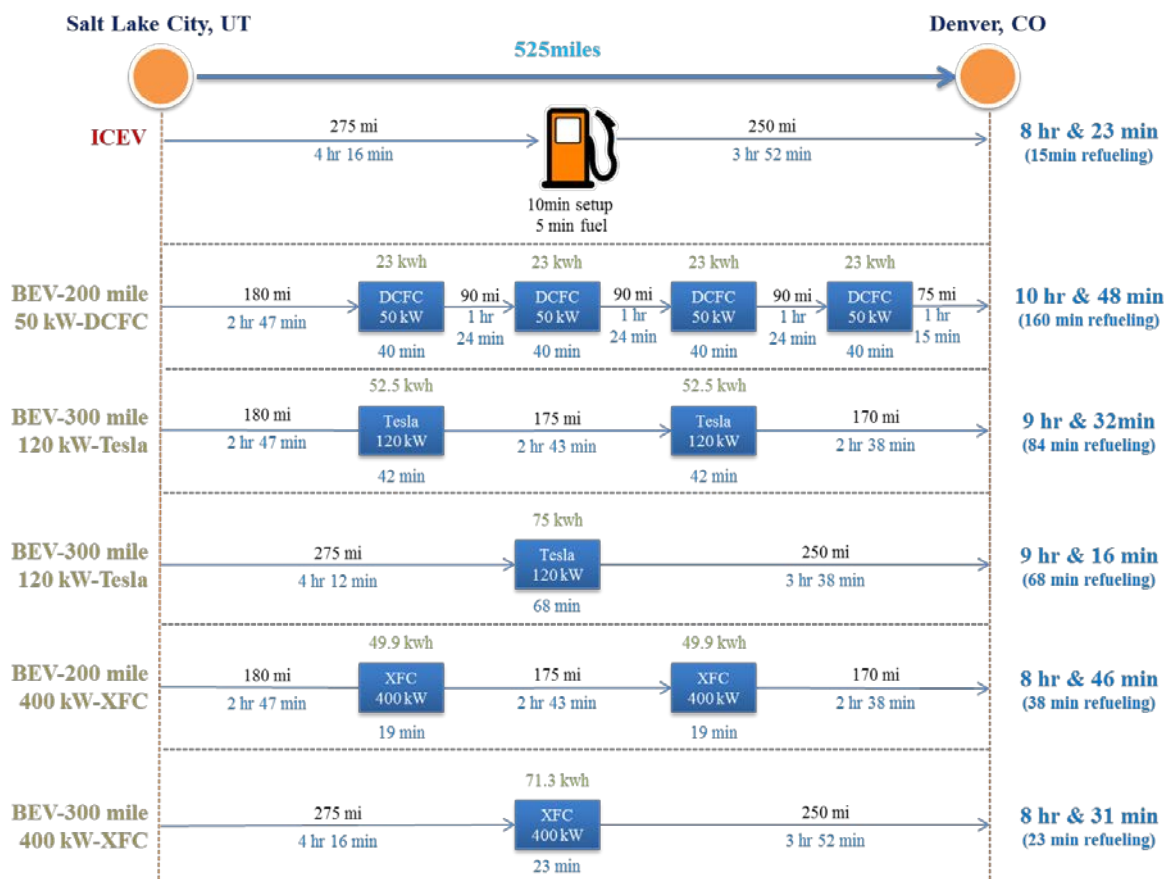 Salt Lake City, UT
Denver, CO
525miles
ICEV
275 mi
4 hr 16 min
10min setup
5 min fuel
250 mi
3 hr 52 min
8 hr & 23 min
(15min refueling)
BEV-200 mile
50 kW-DCFC
180 mi
2 hr 47 min
23 kwh
DCFC
50 kW
40 min
90 mi
1 hr
24 min
23 kwh
DCFC
50 kW
40 min
90 mi
1 hr
24 min
23 kwh
DCFC
50 kW
40 min
90 mi
1 hr
24 min
23 kwh
DCFC
50 kW
40 min
75 mi
1 hr
15 min
10 hr & 48 min
(160 min refueling)
BEV-300 mile
120 kW-Tesla
180 mi
2 hr 47 min
52.5 kwh
Tesla
120 kW
42 min
175 mi
2 hr 43 min
52.5 kwh
Tesla
120 kW
42 min
170 mi
2 hr 38 min
9 hr & 32min
(84 min refueling)
BEV-300 mile
120 kW-Tesla
275 mi
4 hr 12 min
75 kwh
Tesla
120 kW
68 min
250 mi
3 hr 38 min
9 hr & 16 min
(68 min refueling)
BEV-200 mile
400 kW-XFC
180 mi
2 hr 47 min
49.9 kwh
XFC
400 kW
19 min
175 mi
2 hr 43 min
49.9 kwh
XFC
400 kW
19 min
170 mi
2 hr 38 min
8 hr & 46 min
(38 min refueling)
BEV-300 mile
400 kW-XFC
275 mi
4 hr 16 min
71.3 kwh
XFC
400 kW
23 min
250 mi
3 hr 52 min
8 hr & 31 min
(23 min refueling)